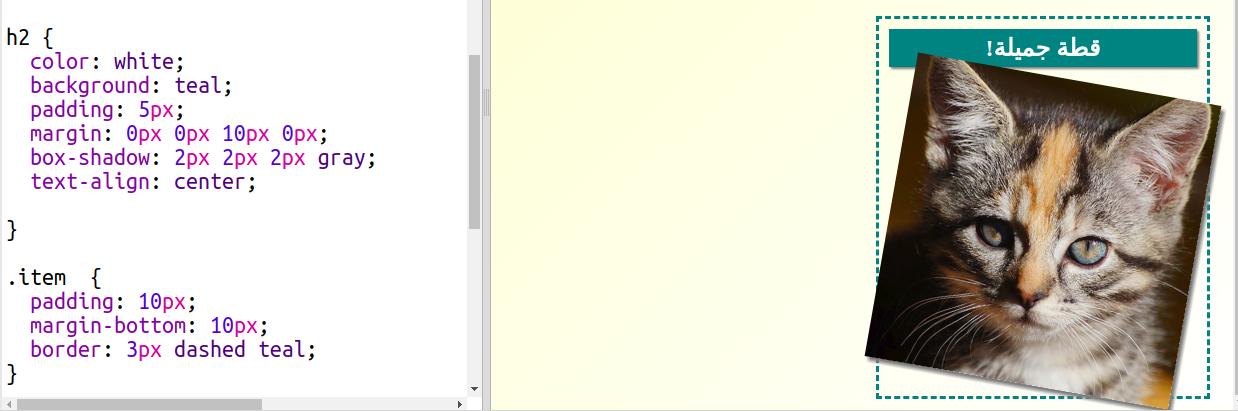 h2 {
color: white;
background: teal;
padding: 5px;
margin: 0px 0px 10px 0px;
box-shadow: 2px 2px 2px gray;
text-align: center;
}
.item  {
padding: 10px;
margin-bottom: 10px;
border: 3px dashed teal;
}
قطة جميلة!